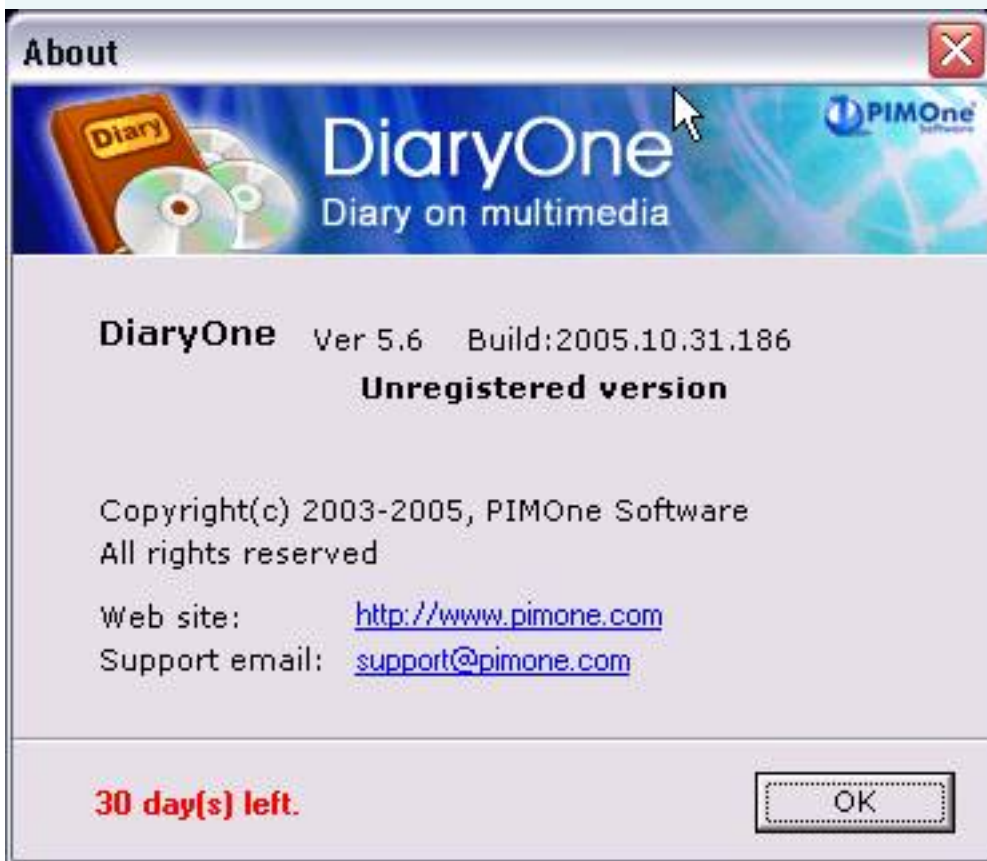 About
Diary
DiaryOne
Diary on multimedia
PIMOne
Software
DiaryOne Ver 5.6 Build:2005.10.31.186
Unregistered version
Copyright(c) 2003-2005, PIMOne Software
All rights reserved
Web site: http://www.pimone.com
Support email: support@pimone.com
30 day(s) left.
OK